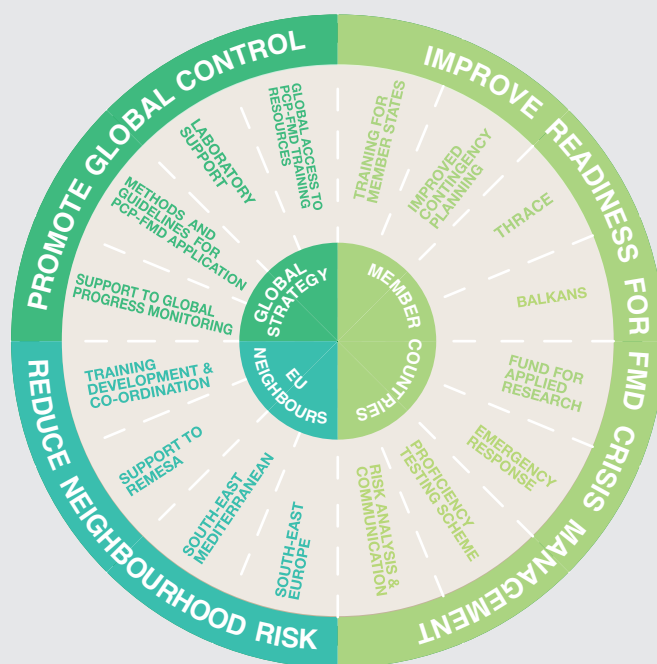 PROMOTE GLOBAL CONTROL
IMPROVE READINESS FOR FMD CRISIS MANAGEMENT
REDUCE NEIGHBOURHOOD RISK
GLOBAL
STRATEGY
MEMBER COUNTRIES
EU
NEIGHBOURS
TRAINING FOR
MEMBER STATES
IMPROVED
CONTINGENCY
PLANNING
THRACE
BALKANS
FUND FOR
APPLIED
RESEARCH
EMERGENCY
RESPONSE
PROFICIENCY
TESTING SCHEME
RISK ANALYSIS &
COMMUNICATION
SOUTH-EAST
EUROPE
SOUTH-EAST
MEDITERRANEAN
SUPPORT TO
REMESA
TRAINING
DEVELOPMENT &
CO-ORDINATION
SUPPORT TO GLOBAL
PROGRESS MONITORING
METHODS AND
GUIDELINES FOR
PCP-FMD APPLICATION
LABORATORY
SUPPORT
GLOBAL ACCESS TO
PCP-FMD TRAINING
RESOURCES